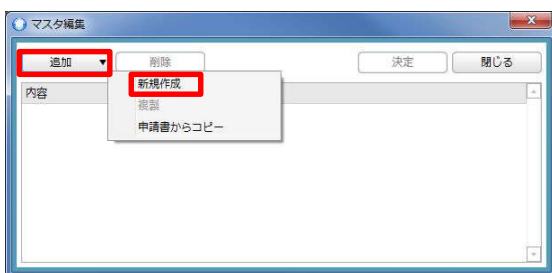 マスタ編集
追加 ▼ 削除 決定 閉じる
内容
新規作成
複製
申請書からコピー